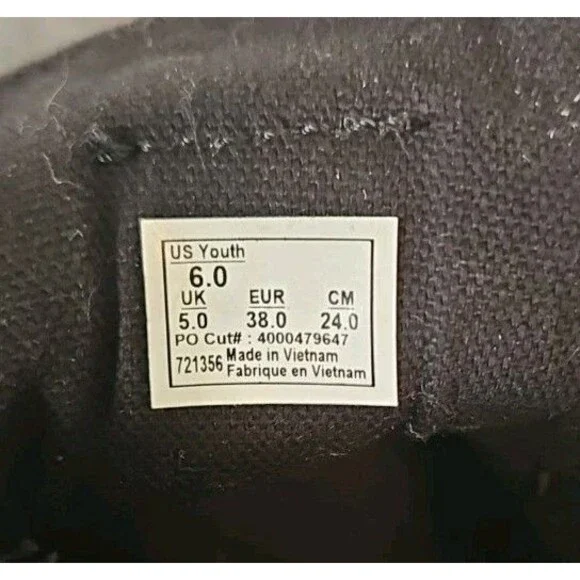 US Youth
6.0
UK EUR CM
5.0 38.0 24.0
PO Cut# : 4000479647
721356 Made in Vietnam
Fabrique en Vietnam